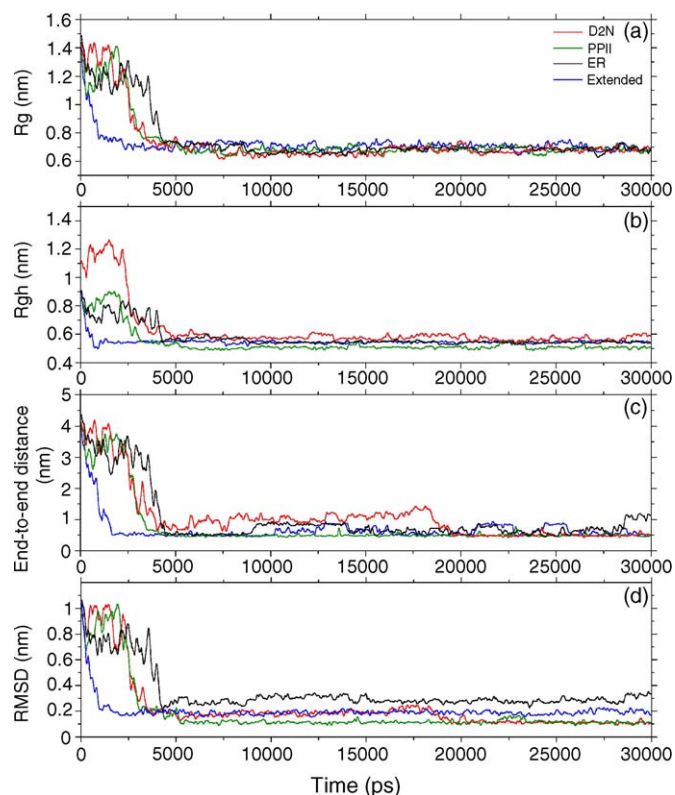 (a)
D2N
PPII
ER
Extended
Rg (nm)
1.6
1.4
1.2
1
0.8
0.6
0 5000 10000 15000 20000 25000 30000
(b)
Rgh (nm)
1.4
1.2
1
0.8
0.6
0.4
0 5000 10000 15000 20000 25000 30000
(c)
End-to-end distance
(nm)
5
4
3
2
1
0
0 5000 10000 15000 20000 25000 30000
(d)
RMSD (nm)
1
0.8
0.6
0.4
0.2
0
0 5000 10000 15000 20000 25000 30000
Time (ps)